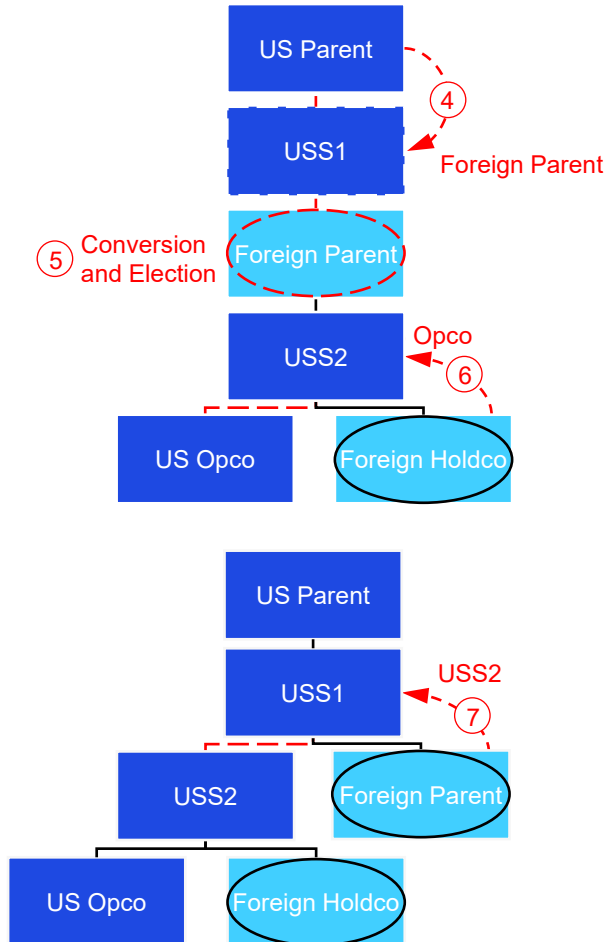 US Parent
4
USS1
Foreign Parent
5
Conversion
and Election
Foreign Parent
Opco
USS2
6
US Opco
Foreign Holdco
US Parent
USS1
USS2
7
USS2
Foreign Parent
US Opco
Foreign Holdco